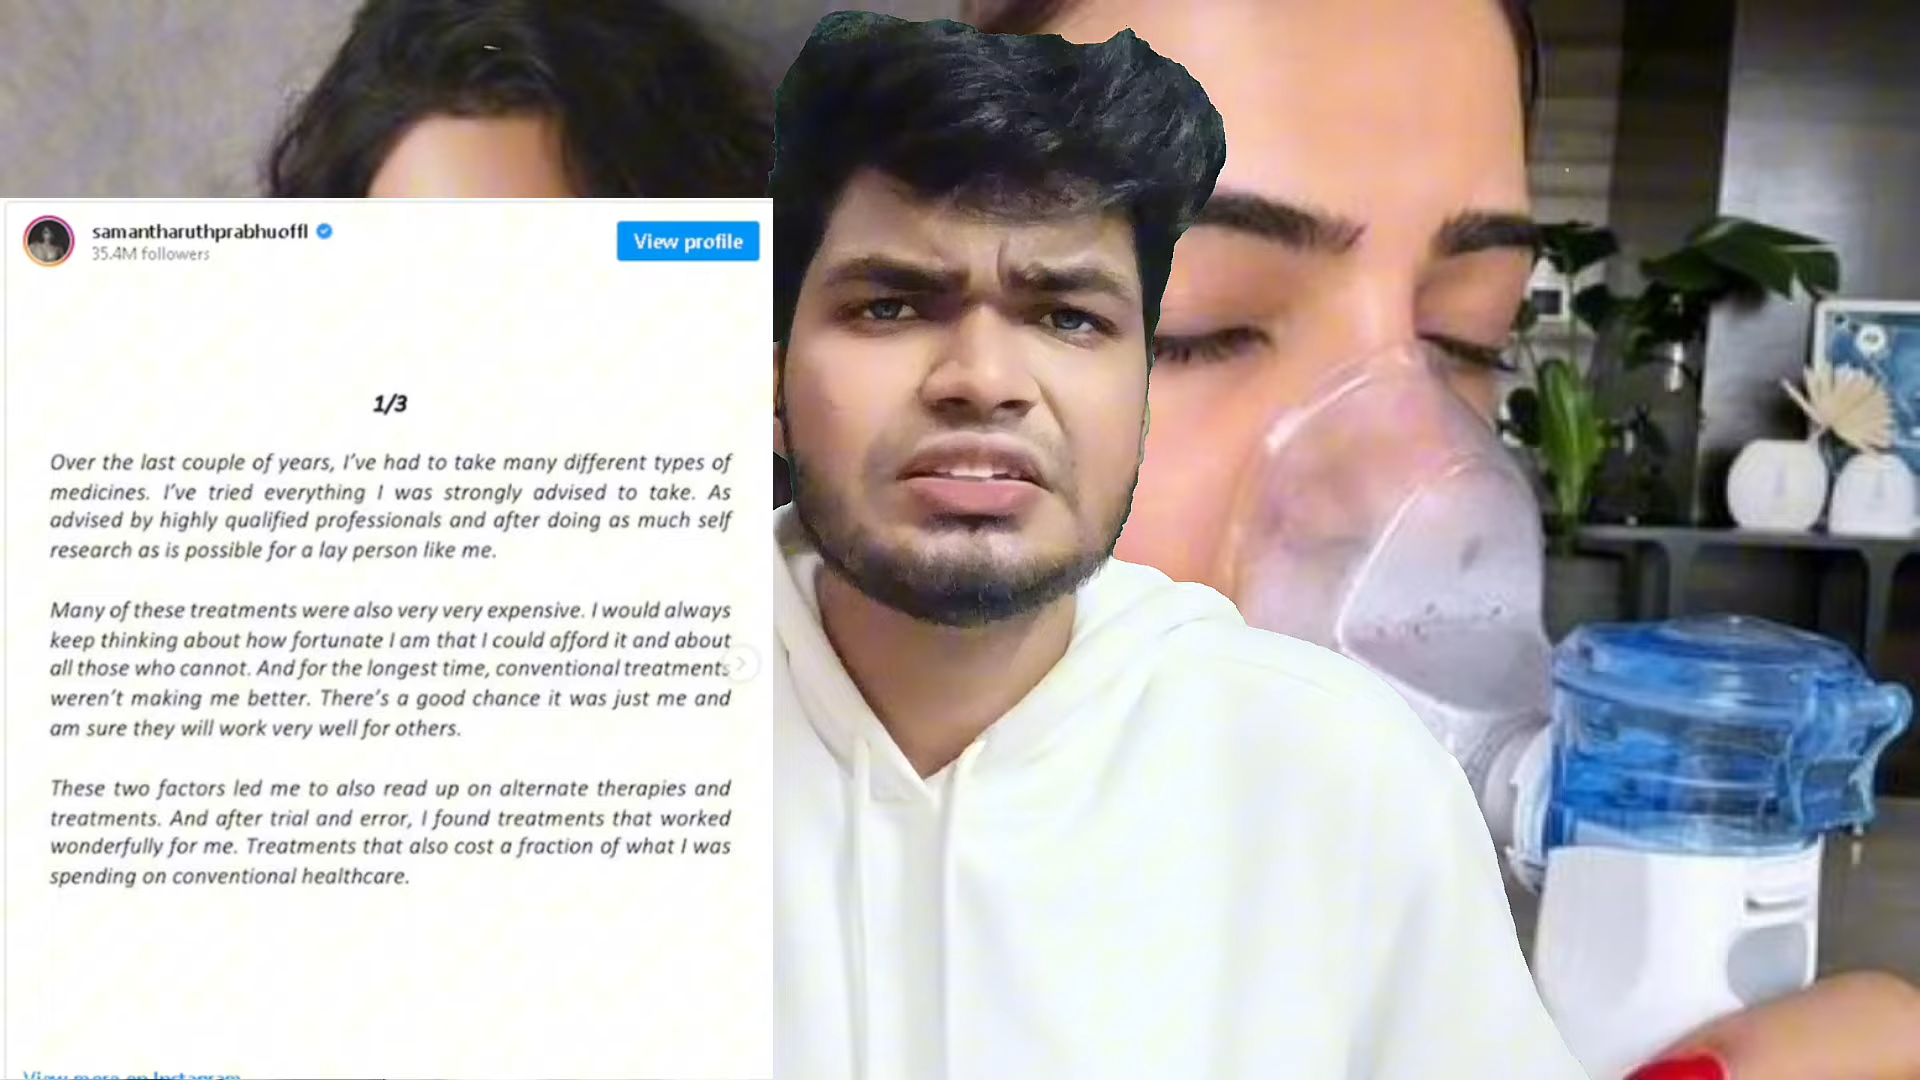 samantharuthprabhuoffl
35.4M followers
View profile
1/3
Over the last couple of years, I've had to take many different types of
medicines. I've tried everything I was strongly advised to take. As
advised by highly qualified professionals and after doing as much self
research as is possible for a lay person like me.
Many of these treatments were also very very expensive. I would always
keep thinking about how fortunate I am that I could afford it and about
all those who cannot. And for the longest time, conventional treatments
weren't making me better. There's a good chance it was just me and
am sure they will work very well for others.
These two factors led me to also read up on alternate therapies and
treatments. And after trial and error, I found treatments that worked
wonderfully for me. Treatments that also cost a fraction of what I was
spending on conventional healthcare.
View more on Instagram